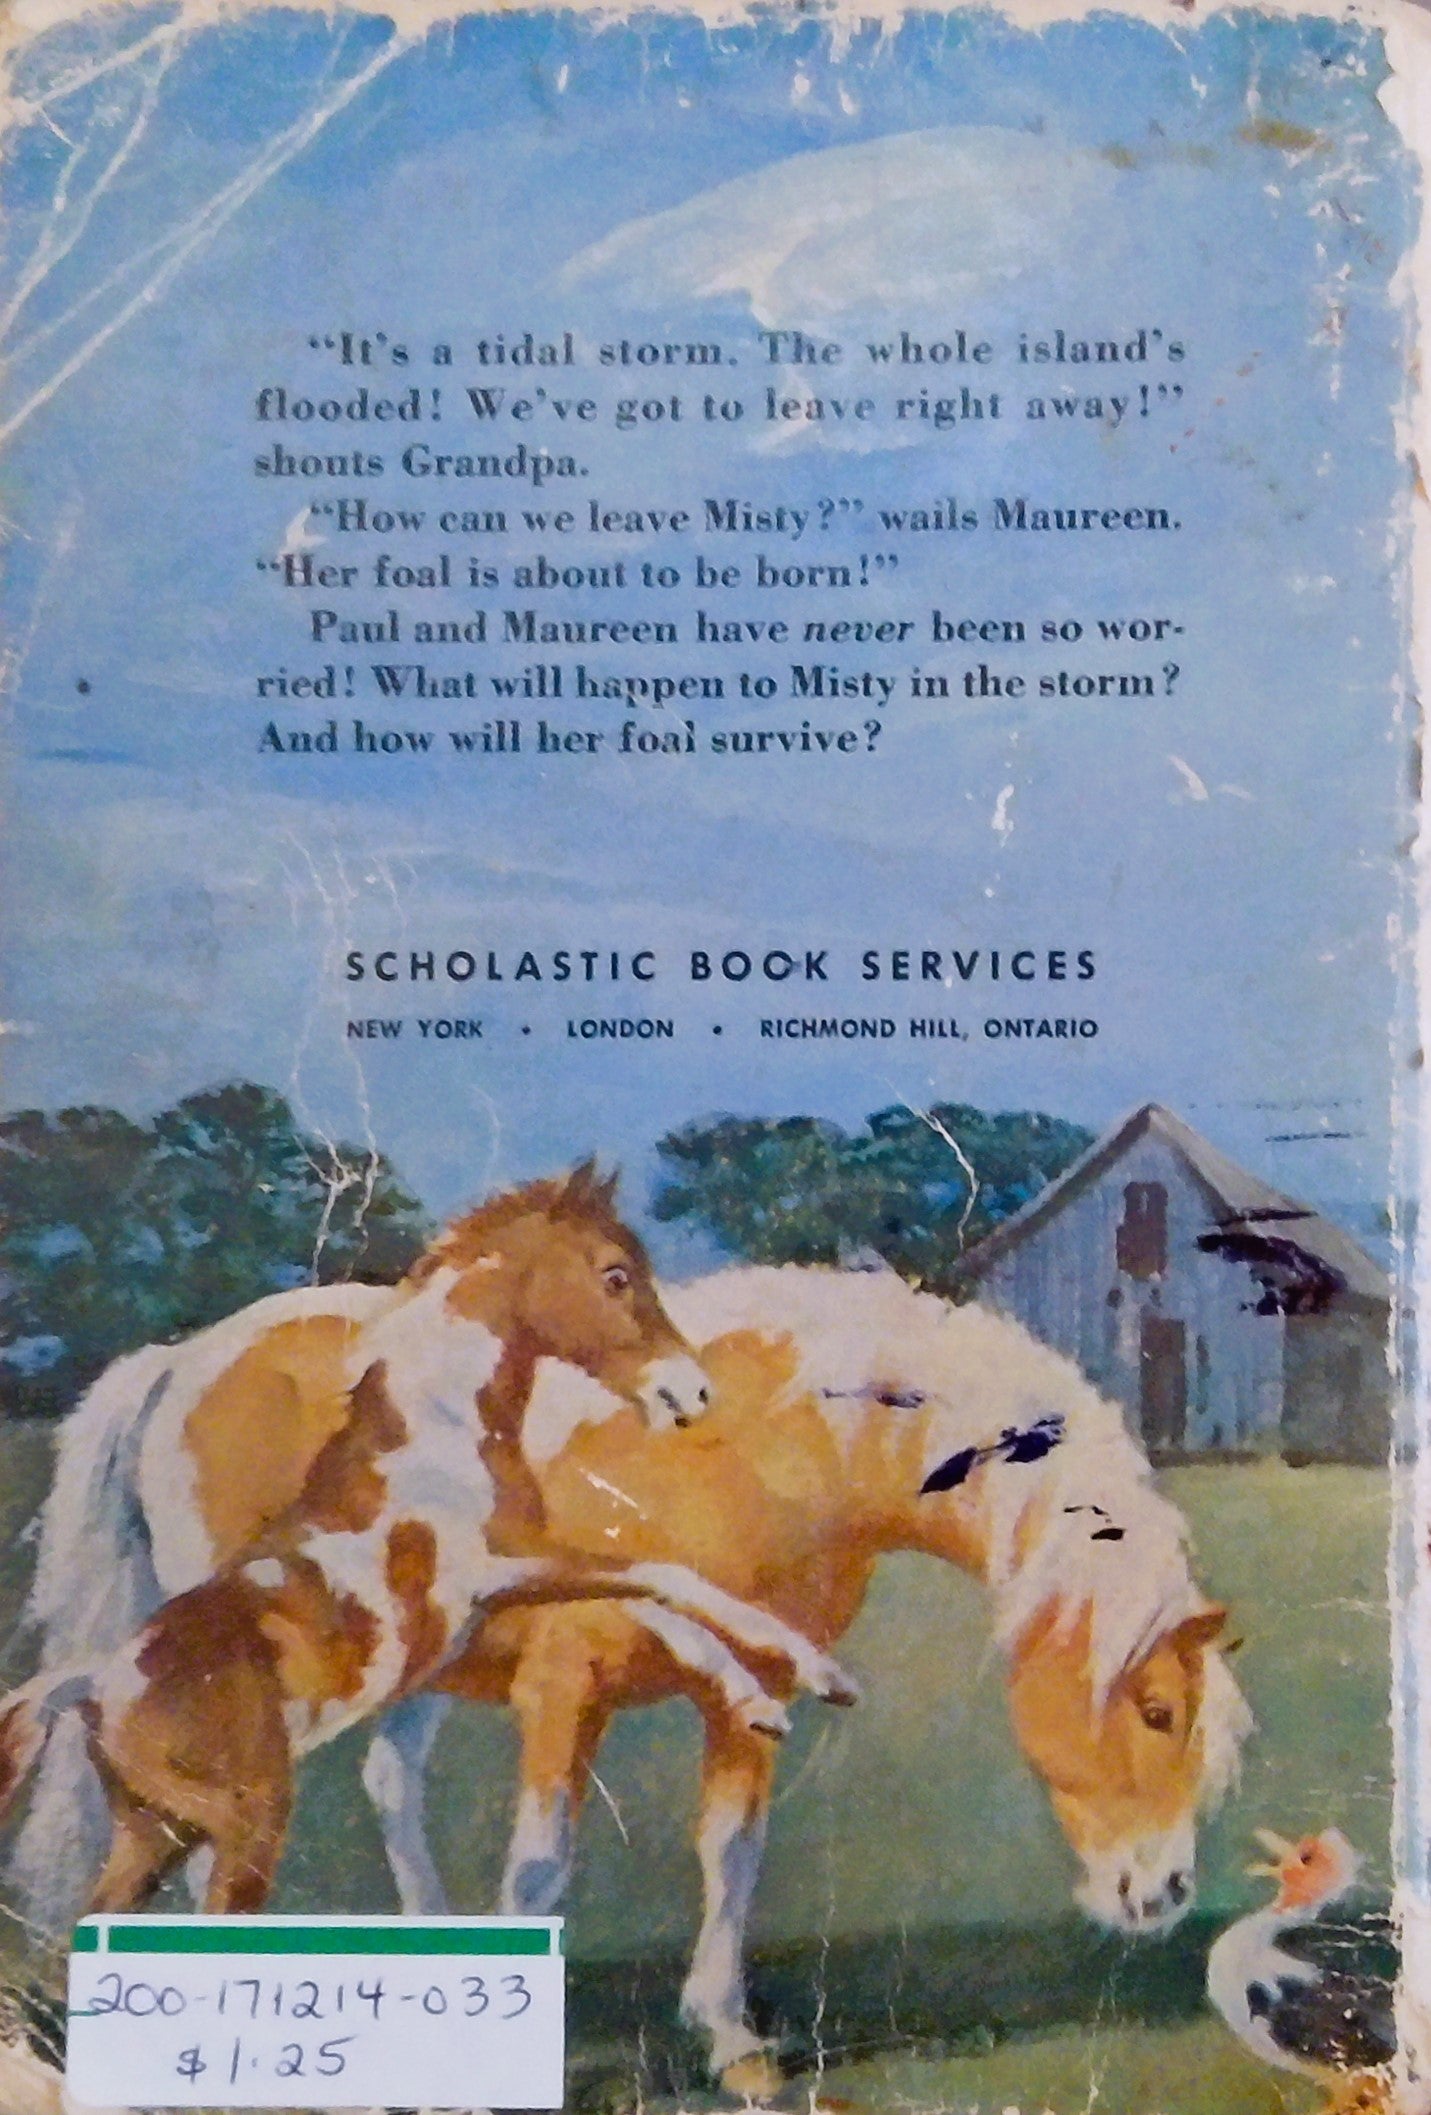 “It’s a tidal storm. The whole island’s
flooded! We’ve got to leave right away!”
shouts Grandpa.
“How can we leave Misty?” wails Maureen.
“Her foal is about to be born!”
Paul and Maureen have never been so wor-
ried! What will happen to Misty in the storm?
And how will her foal survive?
SCHOLASTIC BOOK SERVICES
NEW YORK • LONDON • RICHMOND HILL, ONTARIO
200-171214-033
$1.25